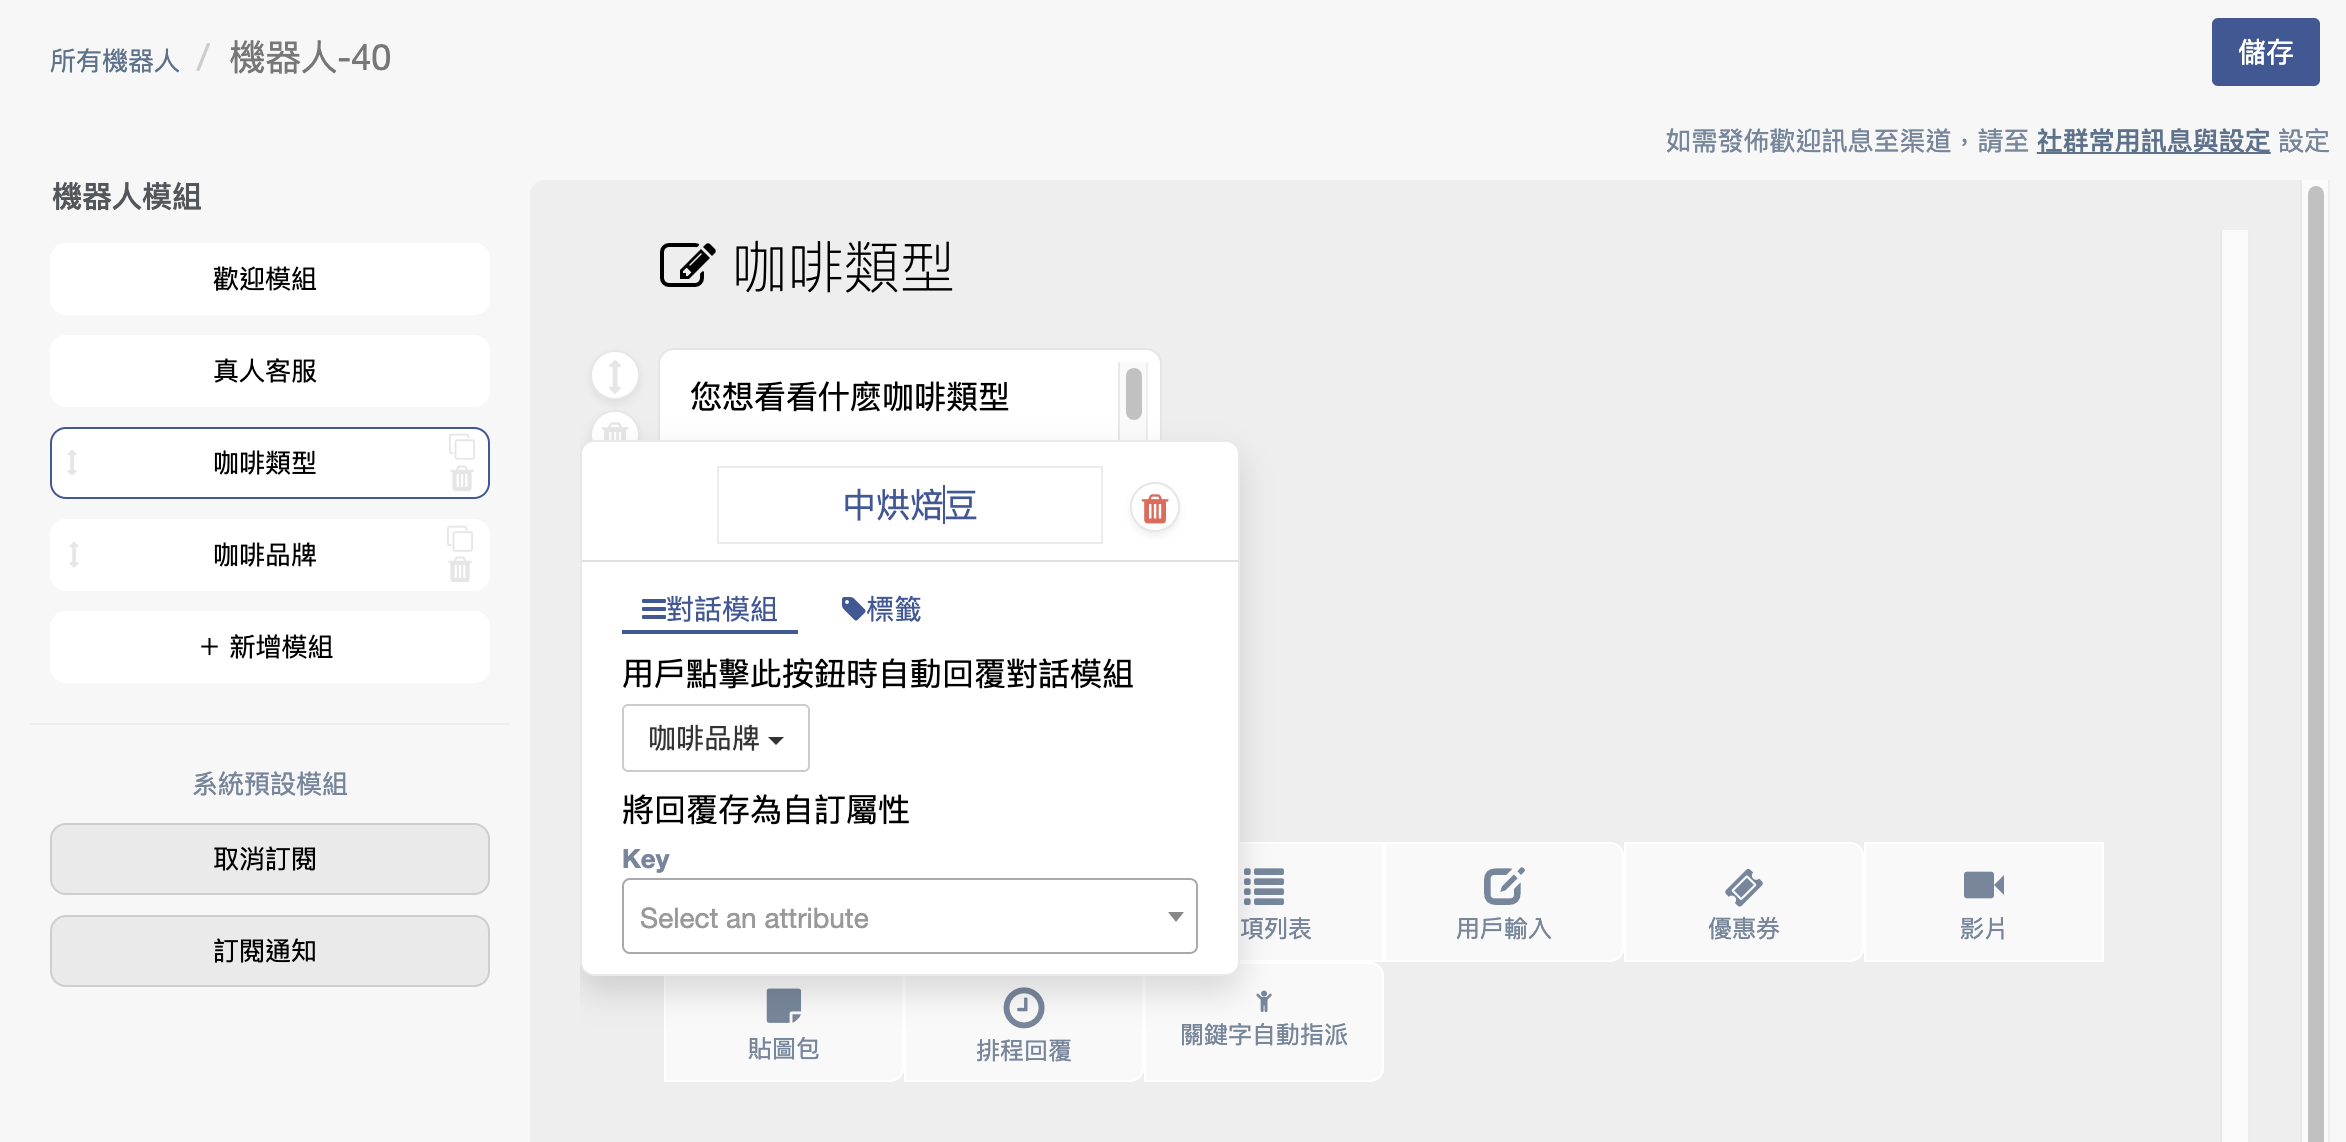 所有機器人 / 機器人-40
儲存
如需發佈歡迎訊息至渠道，請至 社群常用訊息與設定 設定
機器人模組
歡迎模組
真人客服
咖啡類型
咖啡品牌
+ 新增模組
系統預設模組
取消訂閱
訂閱通知
咖啡類型
您想看看什麼咖啡類型
中烘焙豆
對話模組
標籤
用戶點擊此按鈕時自動回覆對話模組
咖啡品牌
將回覆存為自訂屬性
Key
Select an attribute
項列表
用戶輸入
優惠券
影片
貼圖包
排程回覆
關鍵字自動指派